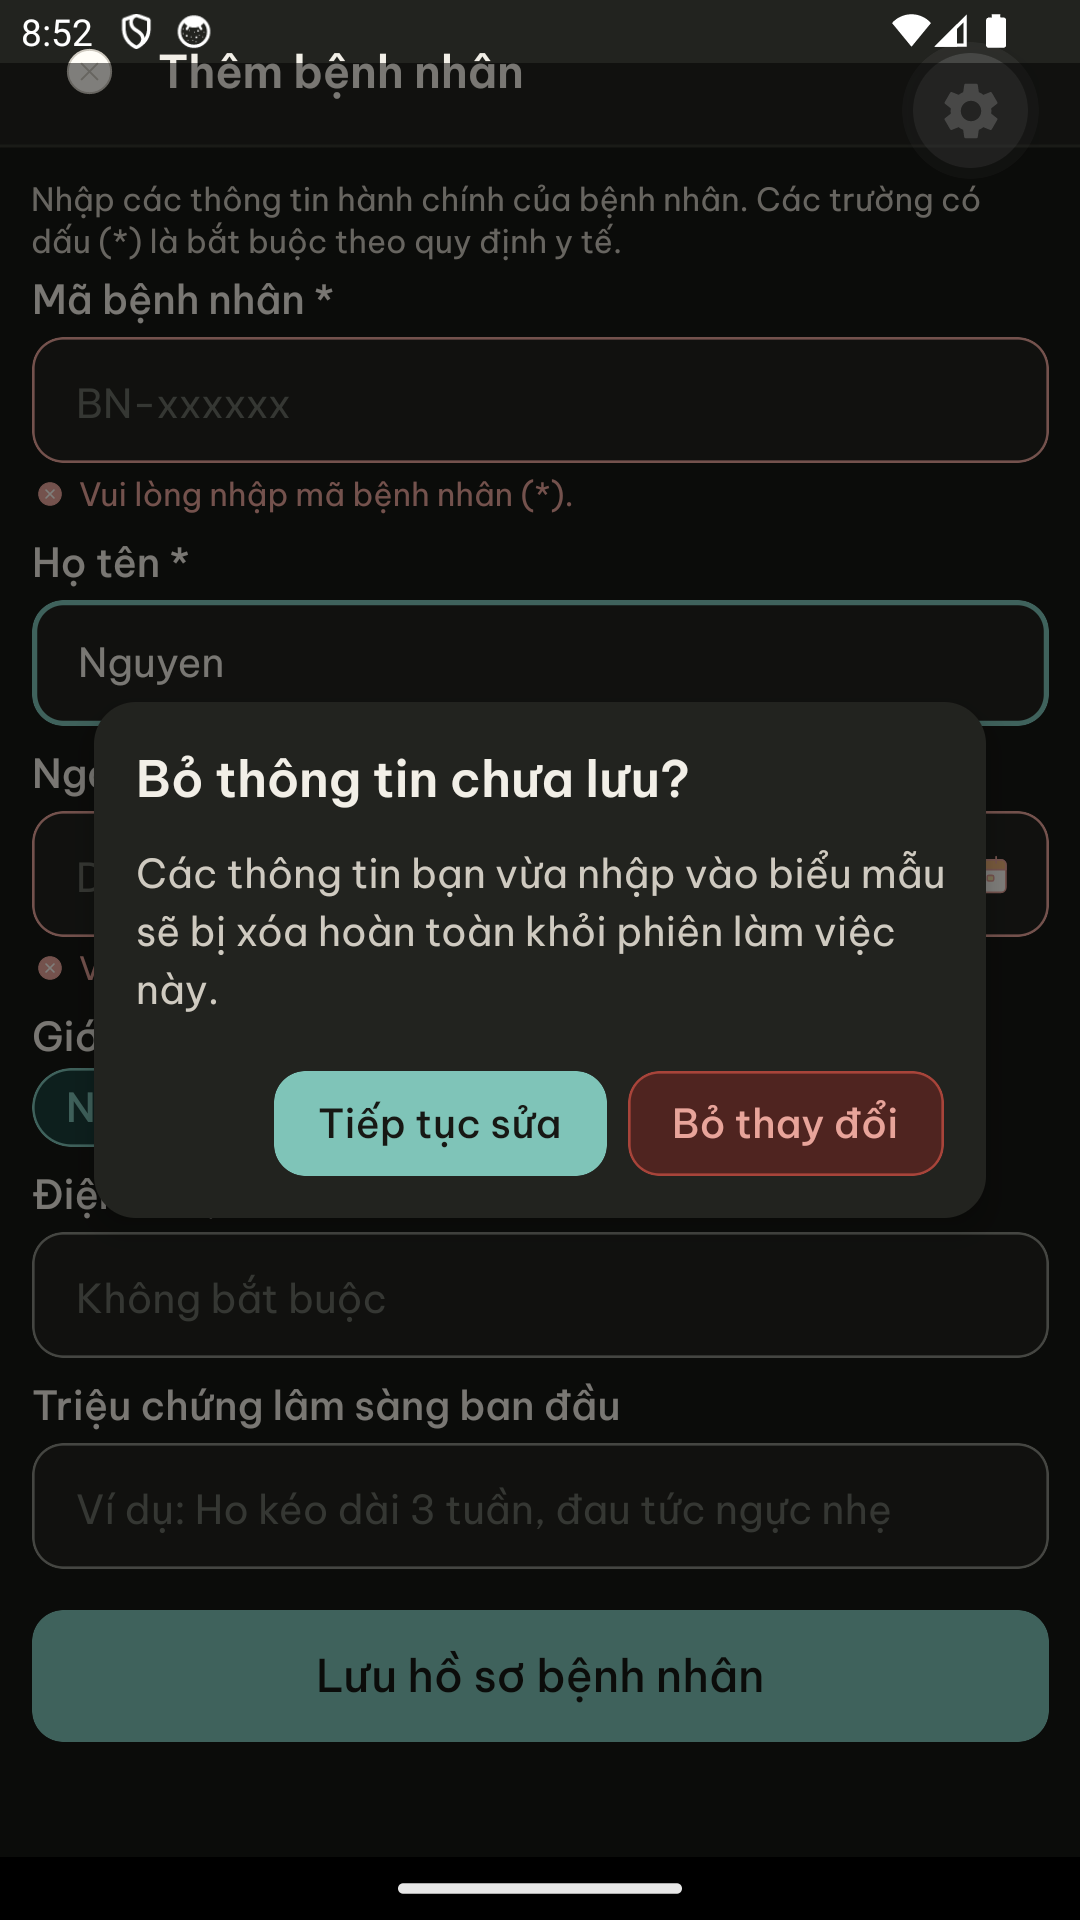 8:52
Thêm bệnh nhân
Nhập các thông tin hành chính của bệnh nhân. Các trường có
dấu (*) là bắt buộc theo quy định y tế.
Mã bệnh nhân *
BN-xxxxxx
Vui lòng nhập mã bệnh nhân (*).
Họ tên *
Nguyen
Bỏ thông tin chưa lưu?
Các thông tin bạn vừa nhập vào biểu mẫu
sẽ bị xóa hoàn toàn khỏi phiên làm việc
này.
Tiếp tục sửa
Bỏ thay đổi
Không bắt buộc
Triệu chứng lâm sàng ban đầu
Ví dụ: Ho kéo dài 3 tuần, đau tức ngực nhẹ
Lưu hồ sơ bệnh nhân